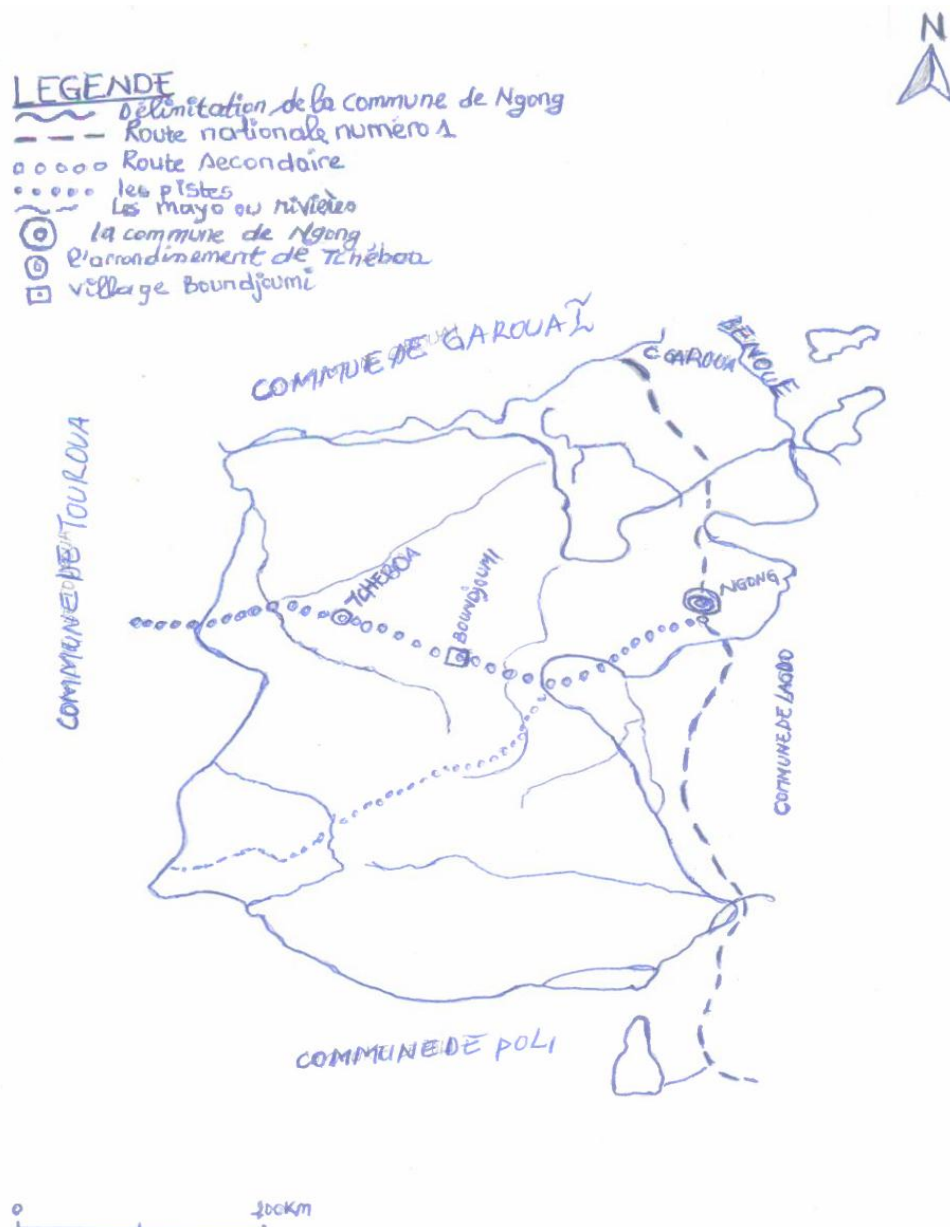 N
LEGENDE
Délimitation de la commune de Ngong
Route nationale numéro 1
Route secondaire
les pistes
Les mayo ou rivières
la commune de Ngong
l'arrondinement de Tchéboa
village Boundjoumi
COMMUE DE GAROUA I
C GAROUA
BENOUE
COMMUNE DE TOUROUA
TCHEBOA
BOUNDJOUMI
NGONG
COMMUNE DE LAGDO
COMMUNE DE POLI
0 100KM